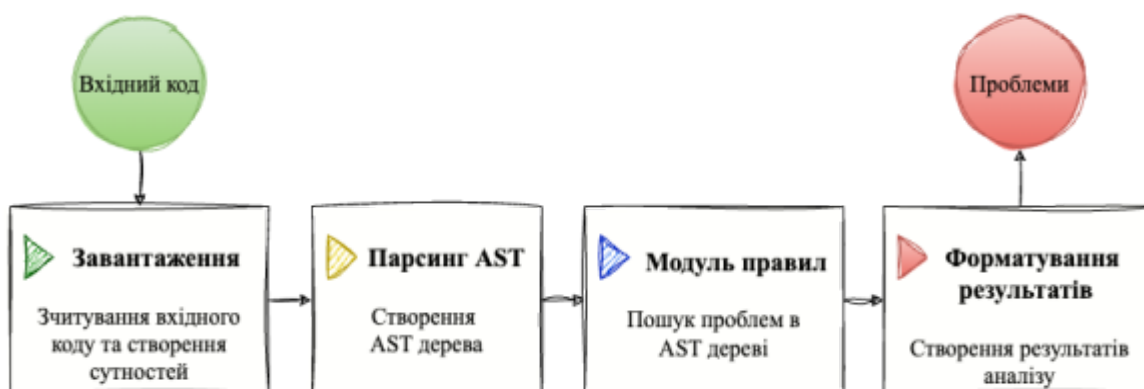 Вхідний код
Проблеми
Завантаження
Зчитування вхідного
коду та створення
сутностей
Парсинг AST
Створення
AST дерева
Модуль правил
Пошук проблем в
AST дереві
Форматування
результатів
Створення результатів
аналізу